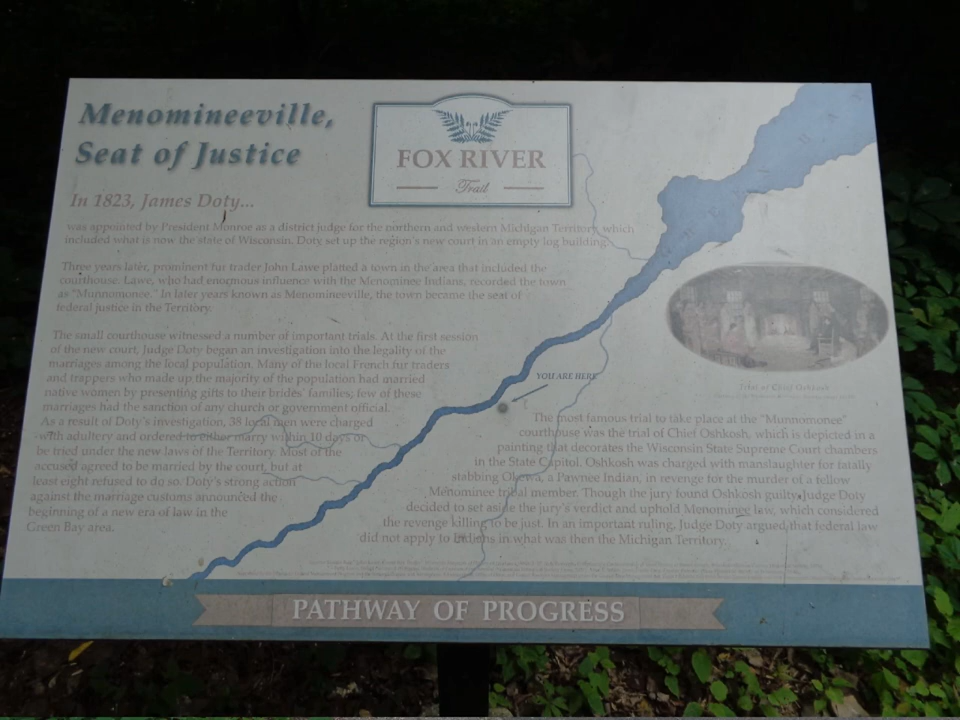 Menomineeville,
Seat of Justice
FOX RIVER
Trail
In 1823, James Doty...
was appointed by President Monroe as a district judge for the northern and western Michigan Territory which
included what is now the state of Wisconsin. Doty set up the region's new court in an empty log building.
Three years later, prominent fur trader John Lawe platted a town in the area that included the
courthouse. Lawe, who had enormous influence with the Menominee Indians, recorded the town
as "Munnomonee." In later years known as Menomineeville, the town became the seat of
federal justice in the Territory.
The small courthouse witnessed a number of important trials. At the first session
of the new court, Judge Doty began an investigation into the legality of the
marriages among the local population. Many of the local French fur traders
and trappers who made up the majority of the population had married
native women by presenting gifts to their brides' families; few of these
marriages had the sanction of any church or government official.
As a result of Doty's investigation, 38 local men were charged
with adultery and ordered to either marry within 10 days or
be tried under the new laws of the Territory. Most of the
accused agreed to be married by the court, but at
least eight refused to do so. Doty's strong action
against the marriage customs announced the
beginning of a new era of law in the
Green Bay area.
YOU ARE HERE
Trial of Chief Oshkosh
The most famous trial to take place at the "Munnomonee"
courthouse was the trial of Chief Oshkosh, which is depicted in a
painting that decorates the Wisconsin State Supreme Court chambers
in the State Capitol. Oshkosh was charged with manslaughter for fatally
stabbing Okewa, a Pawnee Indian, in revenge for the murder of a fellow
Menominee tribal member. Though the jury found Oshkosh guilty, Judge Doty
decided to set aside the jury's verdict and uphold Menominee law, which considered
the revenge killing to be just. In an important ruling, Judge Doty argued that federal law
did not apply to Indians in what was then the Michigan Territory.
PATHWAY OF PROGRESS